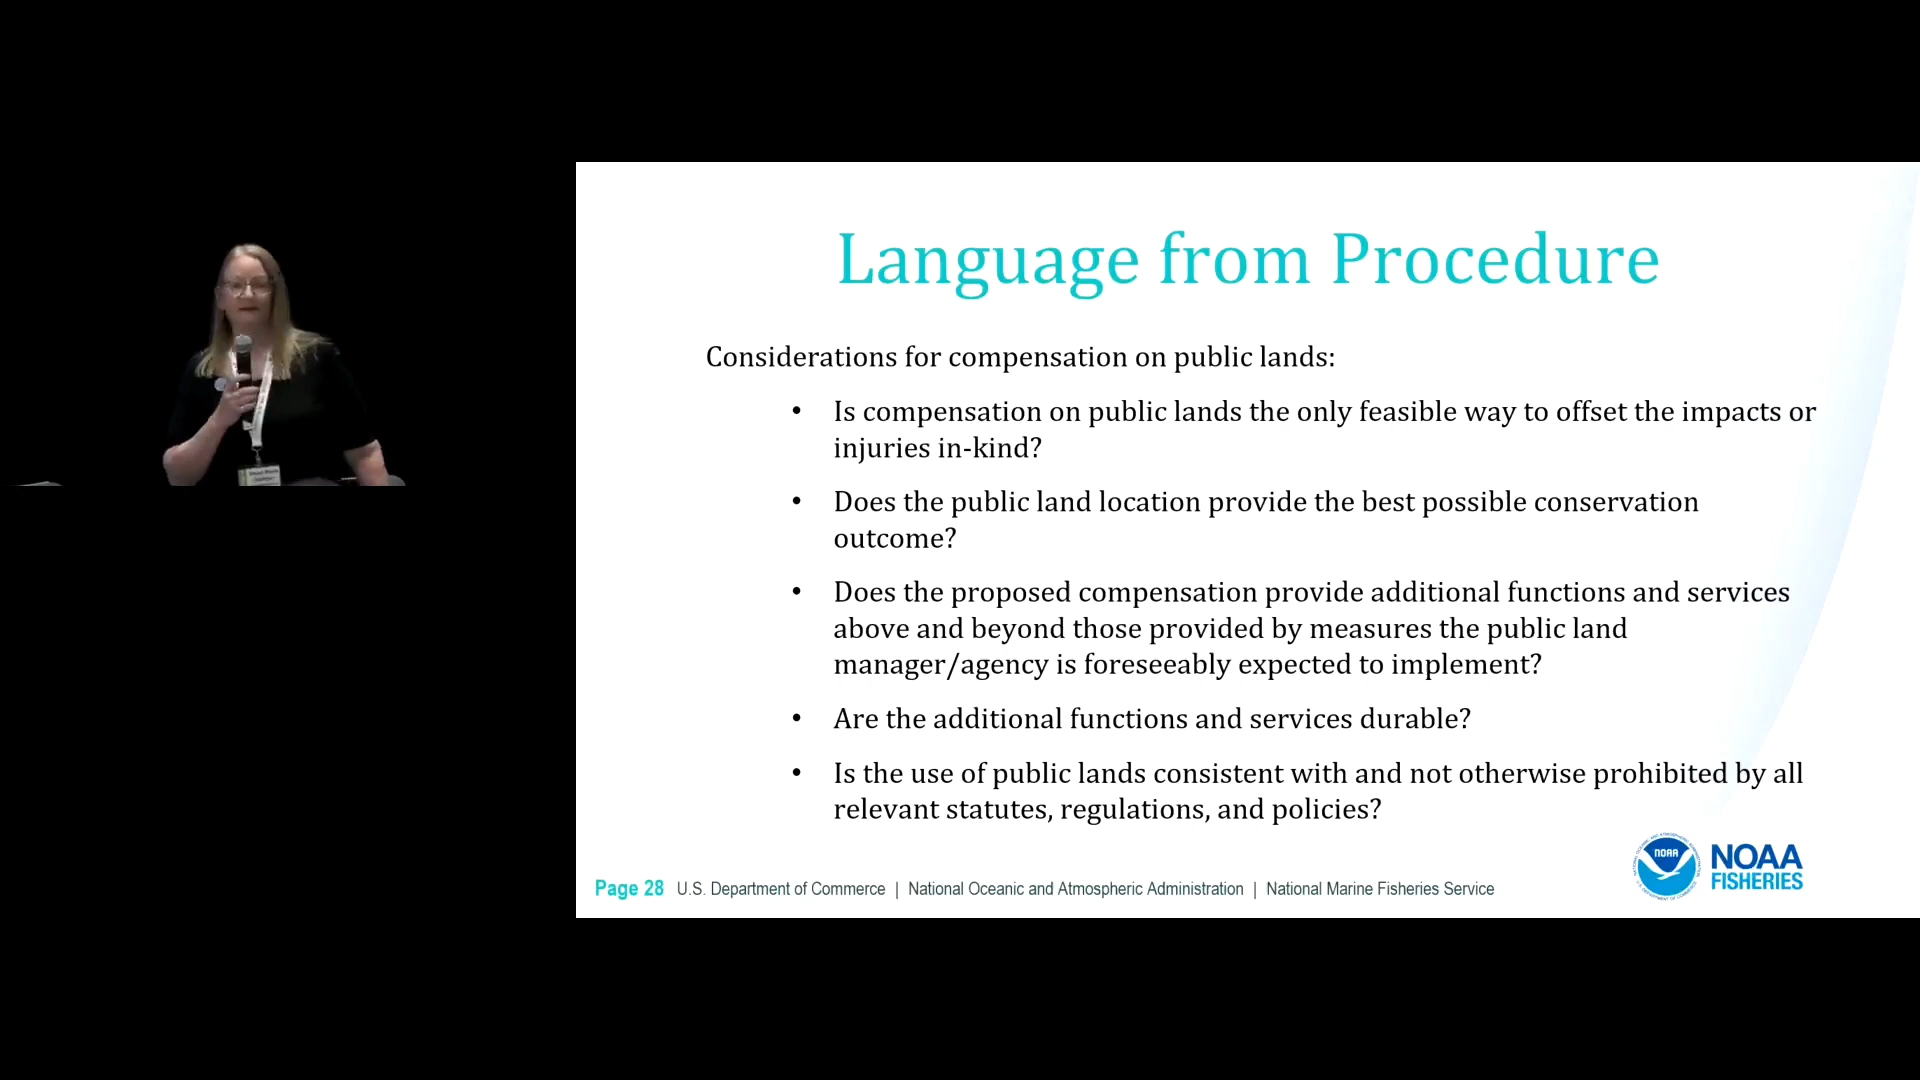 Language from Procedure
Considerations for compensation on public lands:
• Is compensation on public lands the only feasible way to offset the impacts or
injuries in-kind?
• Does the public land location provide the best possible conservation
outcome?
• Does the proposed compensation provide additional functions and services
above and beyond those provided by measures the public land
manager/agency is foreseeably expected to implement?
• Are the additional functions and services durable?
• Is the use of public lands consistent with and not otherwise prohibited by all
relevant statutes, regulations, and policies?
NOAA
NOAA
FISHERIES
Page 28 U.S. Department of Commerce | National Oceanic and Atmospheric Administration | National Marine Fisheries Service